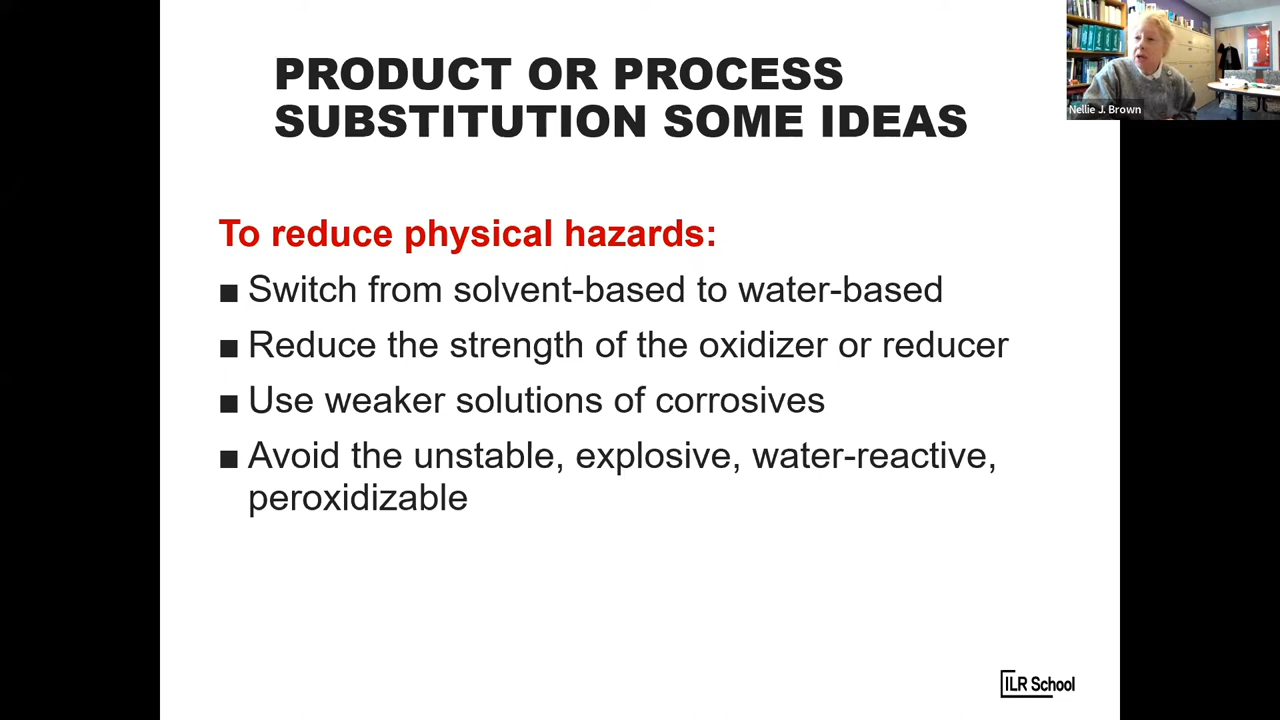 PRODUCT OR PROCESS
SUBSTITUTION SOME IDEAS
Nellie J. Brown
To reduce physical hazards:
■ Switch from solvent-based to water-based
■ Reduce the strength of the oxidizer or reducer
■ Use weaker solutions of corrosives
■ Avoid the unstable, explosive, water-reactive,
peroxidizable
ILR School